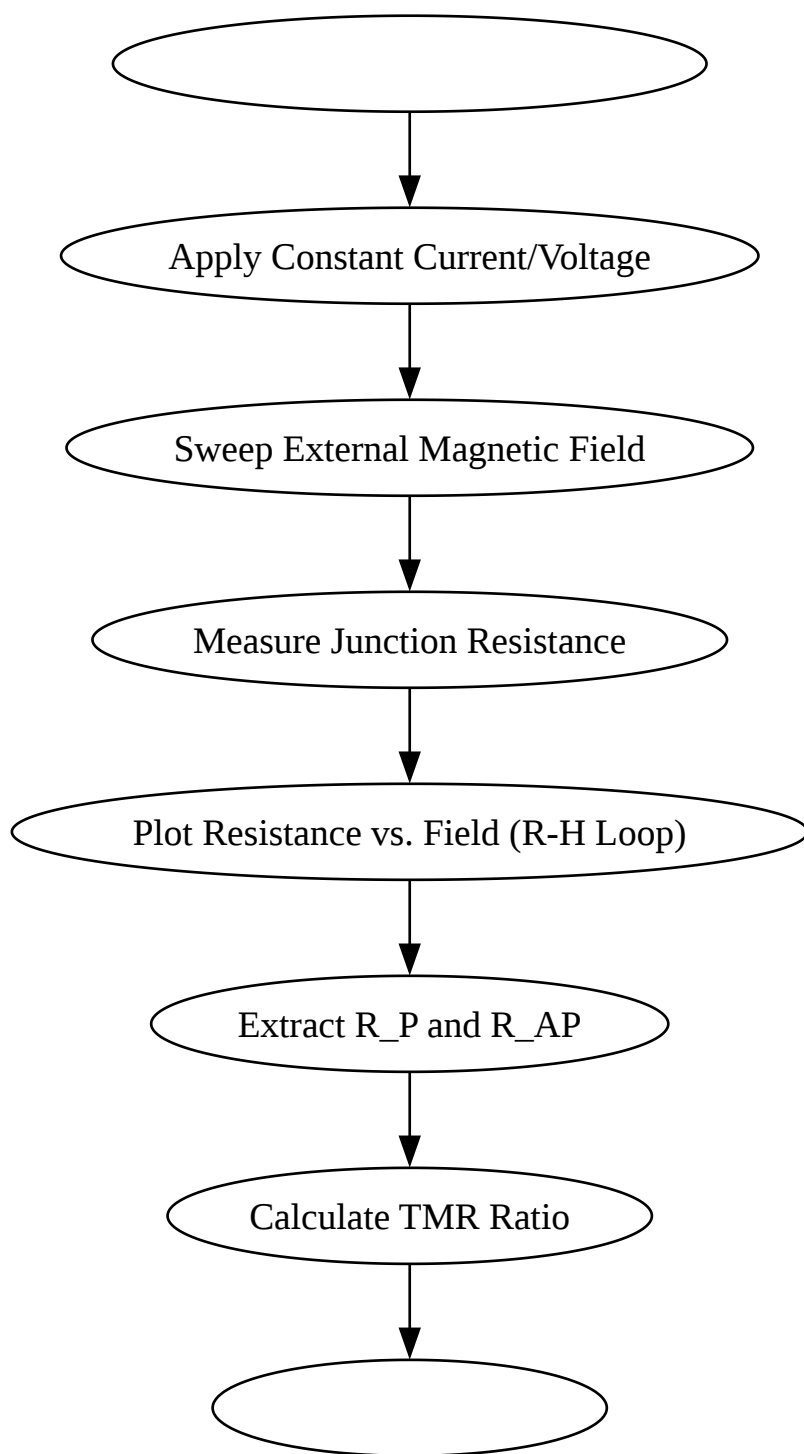 Apply Constant Current/Voltage
Sweep External Magnetic Field
Measure Junction Resistance
Plot Resistance vs. Field (R-H Loop)
Extract R_P and R_AP
Calculate TMR Ratio